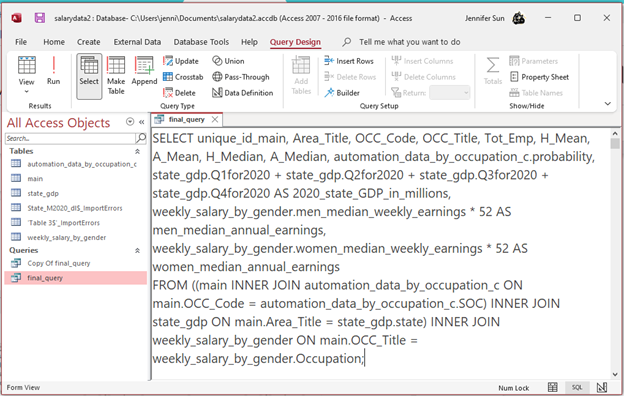 salarydata2 : Database- C:\Users\jenni\Documents\salarydata2.accdb (Access 2007 - 2016 file format) - Access
Jennifer Sun
File
Home
Create
External Data
Database Tools
Help
Query Design
Tell me what you want to do
View
Run
Results
Select
Make Table
Append
Update
Crosstab
Delete
Union
Pass-Through
Data Definition
Query Type
Add Tables
Insert Rows
Delete Rows
Builder
Insert Columns
Delete Columns
Return:
Query Setup
Totals
Parameters
Property Sheet
Table Names
Show/Hide
All Access Objects
Search...
Tables
automation_data_by_occupation_c
main
state_gdp
State_M2020_dl$_ImportErrors
'Table 3$'_ImportErrors
weekly_salary_by_gender
Queries
Copy Of final_query
final_query
final_query
SELECT unique_id_main, Area_Title, OCC_Code, OCC_Title, Tot_Emp, H_Mean,
A_Mean, H_Median, A_Median, automation_data_by_occupation_c.probability,
state_gdp.Q1for2020 + state_gdp.Q2for2020 + state_gdp.Q3for2020 +
state_gdp.Q4for2020 AS 2020_state_GDP_in_millions,
weekly_salary_by_gender.men_median_weekly_earnings * 52 AS
men_median_annual_earnings,
weekly_salary_by_gender.women_median_weekly_earnings * 52 AS
women_median_annual_earnings
FROM ((main INNER JOIN automation_data_by_occupation_c ON
main.OCC_Code = automation_data_by_occupation_c.SOC) INNER JOIN
state_gdp ON main.Area_Title = state_gdp.state) INNER JOIN
weekly_salary_by_gender ON main.OCC_Title =
weekly_salary_by_gender.Occupation;
Form View
Num Lock
SQL